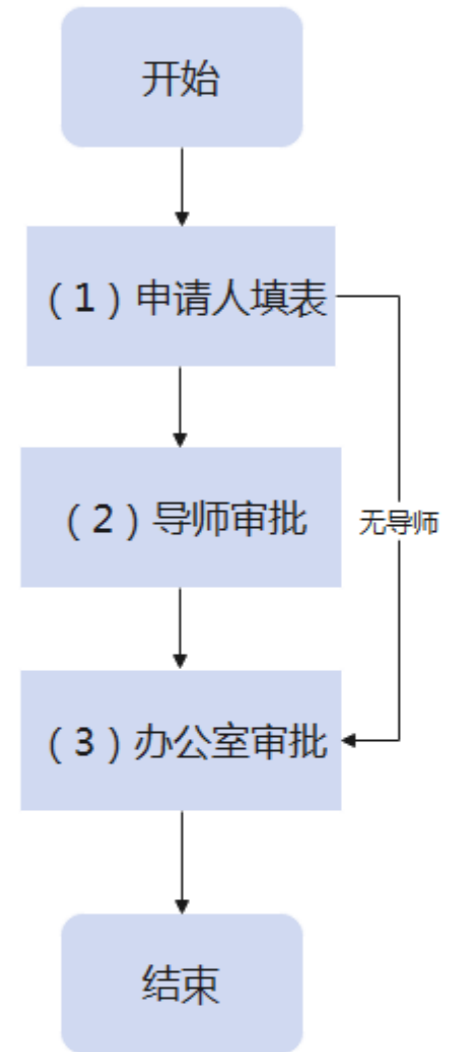 开始
（1）申请人填表
（2）导师审批
无导师
（3）办公室审批
结束